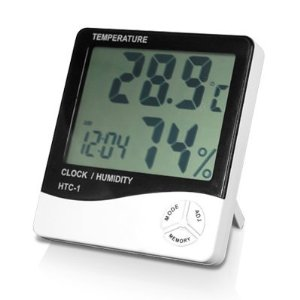 TEMPERATURE
28.9°C
12:04 74%
CLOCK / HUMIDITY
HTC-1
MODE ADJ
MEMORY